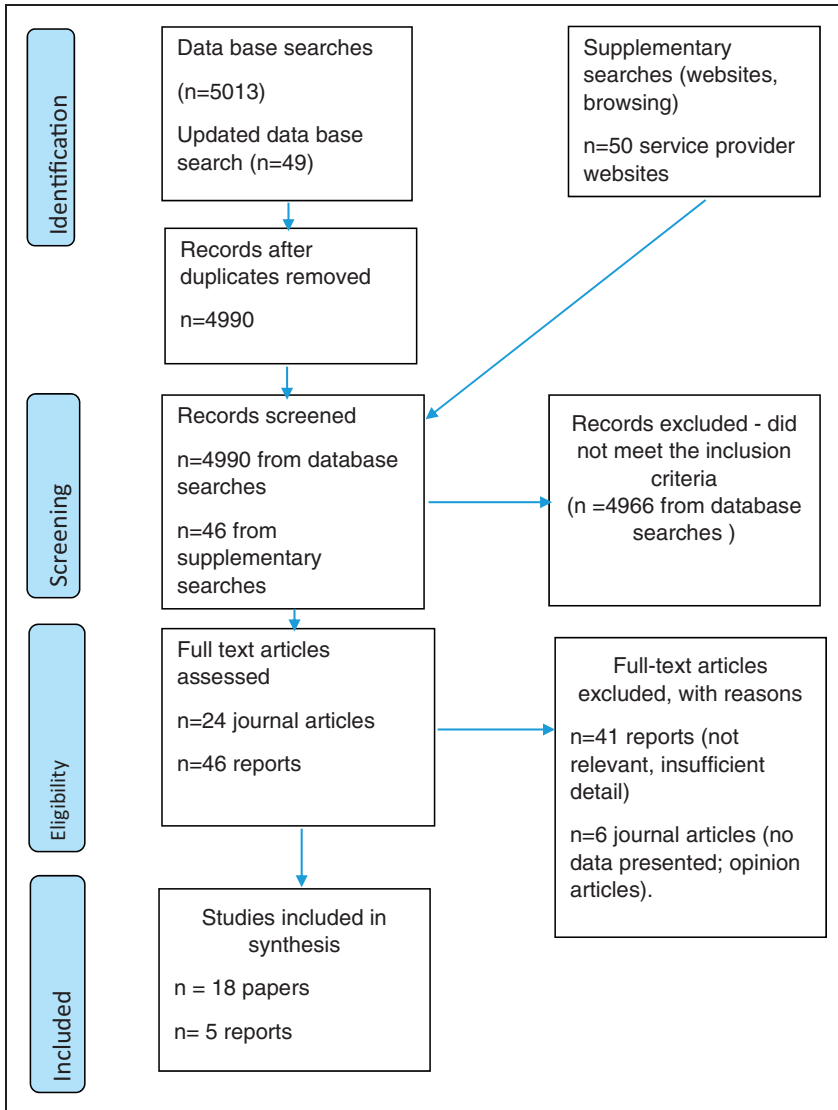 Identification
Data base searches
(n=5013)
Updated data base
search (n=49)
Supplementary
searches (websites,
browsing)
n=50 service provider
websites
Records after
duplicates removed
n=4990
Screening
Records screened
n=4990 from database
searches
n=46 from
supplementary
searches
Records excluded - did
not meet the inclusion
criteria
(n =4966 from database
searches )
Eligibility
Full text articles
assessed
n=24 journal articles
n=46 reports
Full-text articles
excluded, with reasons
n=41 reports (not
relevant, insufficient
detail)
n=6 journal articles (no
data presented; opinion
articles).
Included
Studies included in
synthesis
n = 18 papers
n= 5 reports